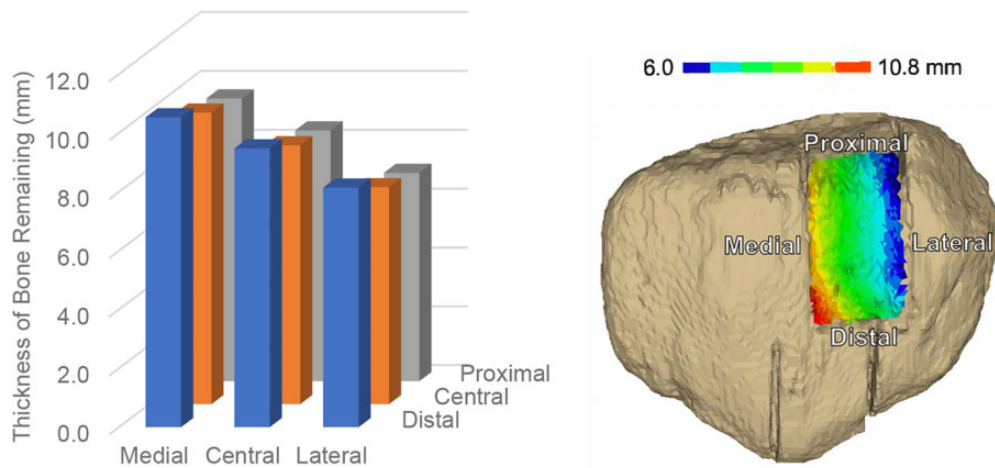 Thickness of Bone Remaining (mm)
12.0
10.0
8.0
6.0
4.0
2.0
0.0
Medial Central Lateral
Proximal
Central
Distal
6.0 10.8 mm
Proximal
Medial Lateral
Distal